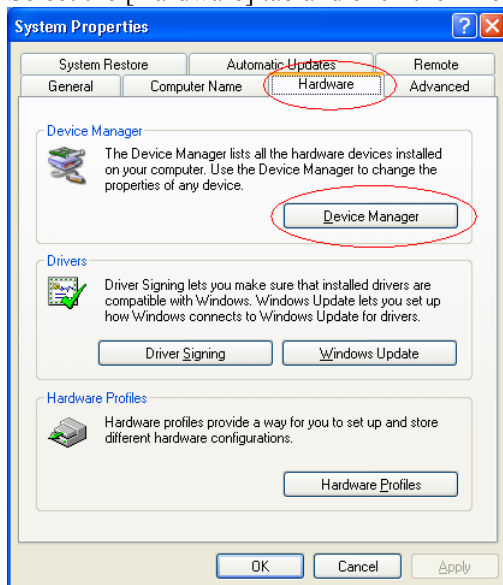 System Properties
System Restore Automatic Updates Remote
General Computer Name Hardware Advanced
Device Manager
The Device Manager lists all the hardware devices installed
on your computer. Use the Device Manager to change the
properties of any device.
Device Manager
Drivers
Driver Signing lets you make sure that installed drivers are
compatible with Windows. Windows Update lets you set up
how Windows connects to Windows Update for drivers.
Driver Signing Windows Update
Hardware Profiles
Hardware profiles provide a way for you to set up and store
different hardware configurations.
Hardware Profiles
OK Cancel Apply